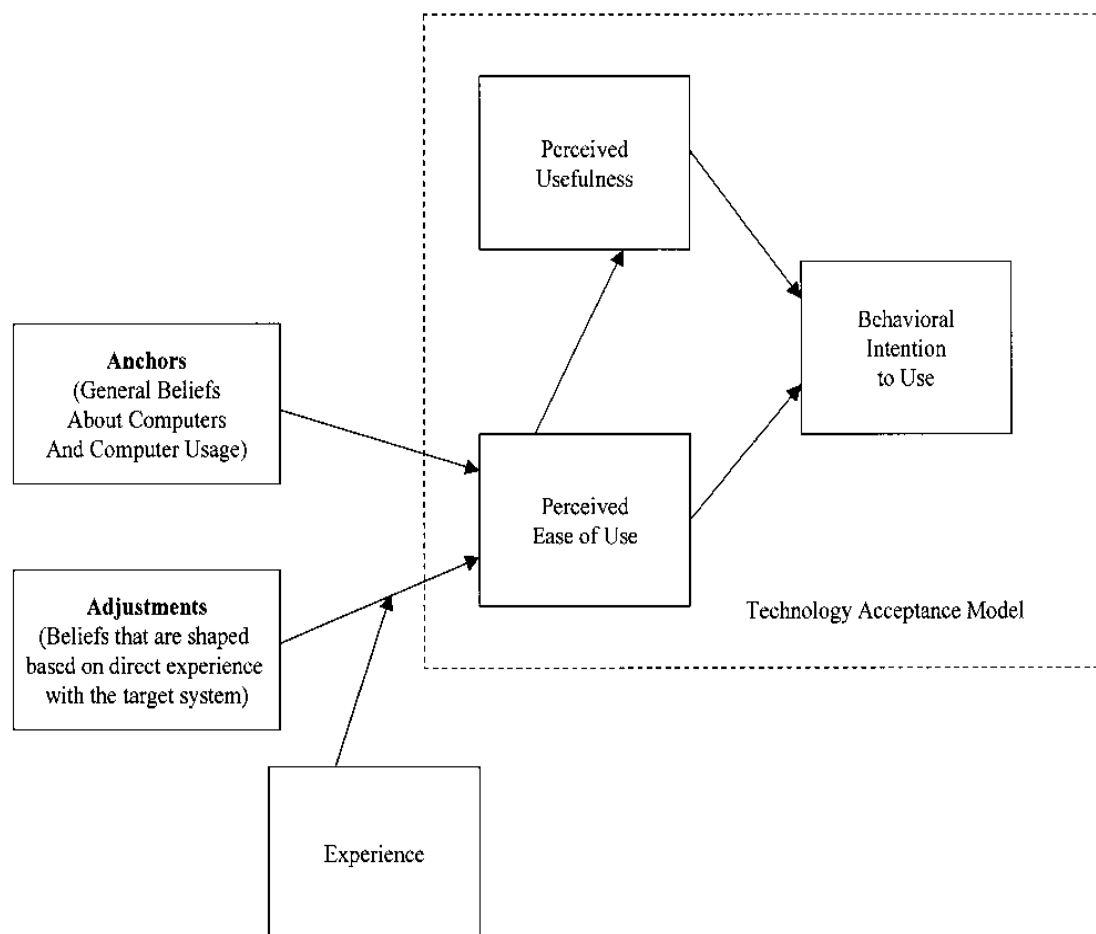 Perceived
Usefulness
Behavioral
Intention
to Use
Anchors
(General Beliefs
About Computers
And Computer Usage)
Perceived
Ease of Use
Adjustments
(Beliefs that are shaped
based on direct experience
with the target system)
Technology Acceptance Model
Experience